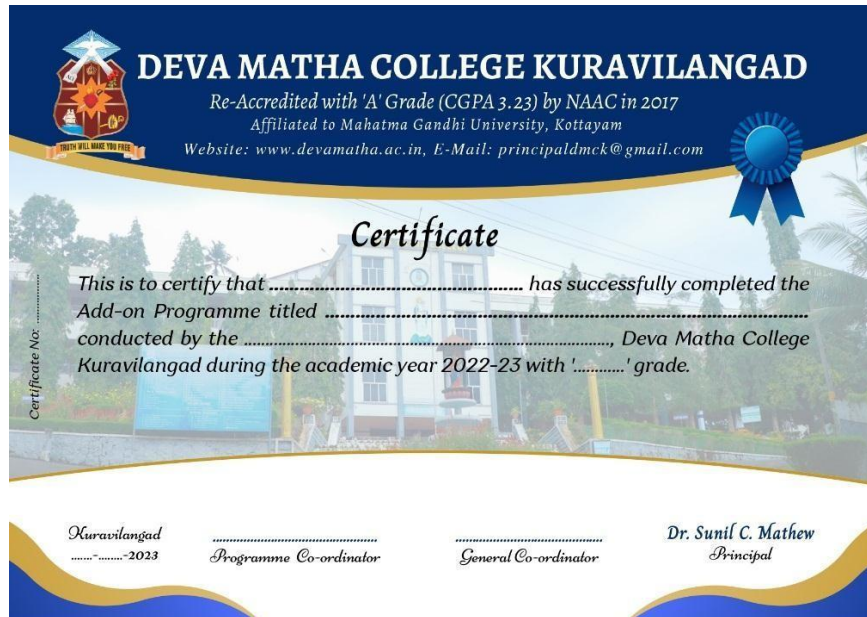 DEVA MATHA COLLEGE KURAVILANGAD
Re-Accredited with 'A' Grade (CGPA 3.23) by NAAC in 2017
Affiliated to Mahatma Gandhi University, Kottayam
Website: www.devamatha.ac.in, E-Mail: principaldmck@gmail.com
TRUTH WILL MAKE YOU FREE
Certificate
This is to certify that ................................................ has successfully completed the
Add-on Programme titled ............................................................................................
conducted by the ......................................................................, Deva Matha College
Kuravilangad during the academic year 2022-23 with '............' grade.
Certificate No: ................
Kuravilangad
.......-........-2023
Programme Co-ordinator
General Co-ordinator
Dr. Sunil C. Mathew
Principal